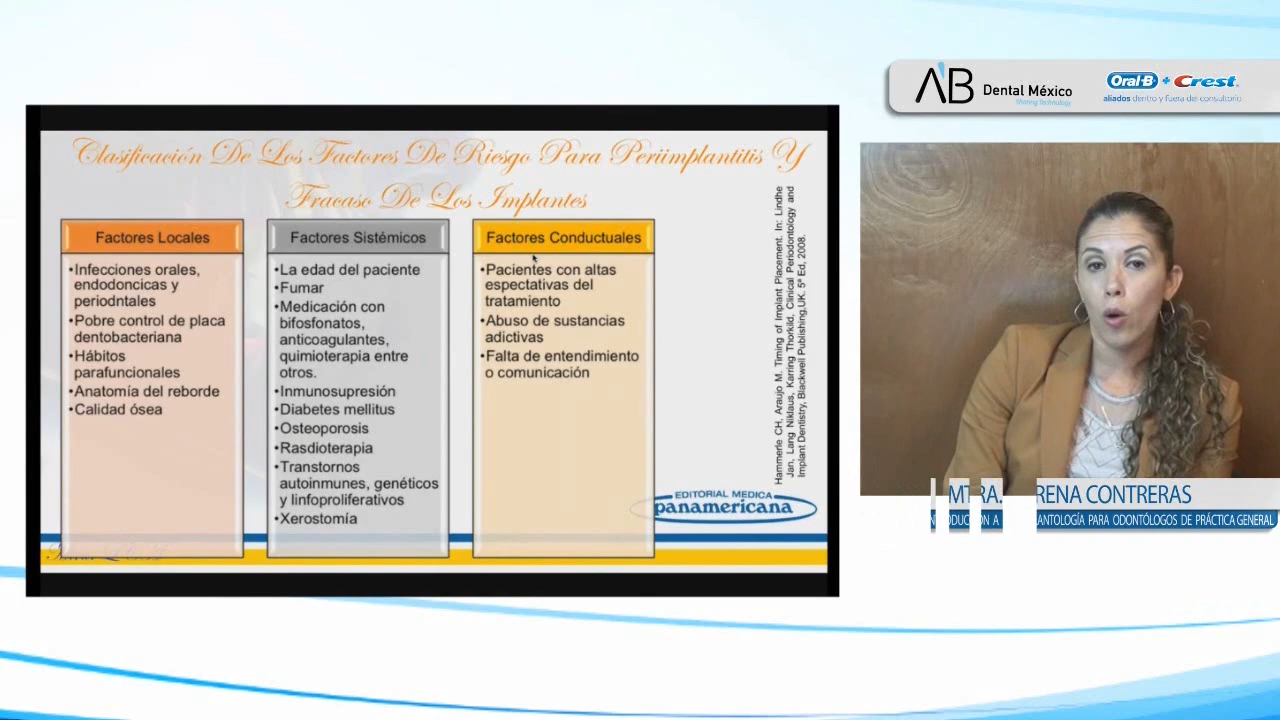 AB Dental México
Sharing Technology
Oral-B + Crest
aliados dentro y fuera del consultorio
Clasificación De Los Factores De Riesgo Para Periimplantitis Y
Fracaso De Los Implantes
Factores Locales
•Infecciones orales,
endodoncicas y
periodntales
•Pobre control de placa
dentobacteriana
•Hábitos
parafuncionales
•Anatomía del reborde
•Calidad ósea
Factores Sistémicos
•La edad del paciente
•Fumar
•Medicación con
bifosfonatos,
anticoagulantes,
quimioterapia entre
otros.
•Inmunosupresión
•Diabetes mellitus
•Osteoporosis
•Rasdioterapia
•Transtornos
autoinmunes, genéticos
y linfoproliferativos
•Xerostomía
Factores Conductuales
•Pacientes con altas
espectativas del
tratamiento
•Abuso de sustancias
adictivas
•Falta de entendimiento
o comunicación
Hammerle CH, Araujo M. Timing of Implant Placement. In: Lindhe
Jan, Lang Niklaus, Karring Thorkild, Clinical Periodontology and
Implant Dentistry, Blackwell Publishing,UK. 5ª Ed, 2008.
EDITORIAL MEDICA
panamericana
MTRA. RENA CONTRERAS
PARA ODONTÓLOGOS DE PRÁCTICA GENERAL